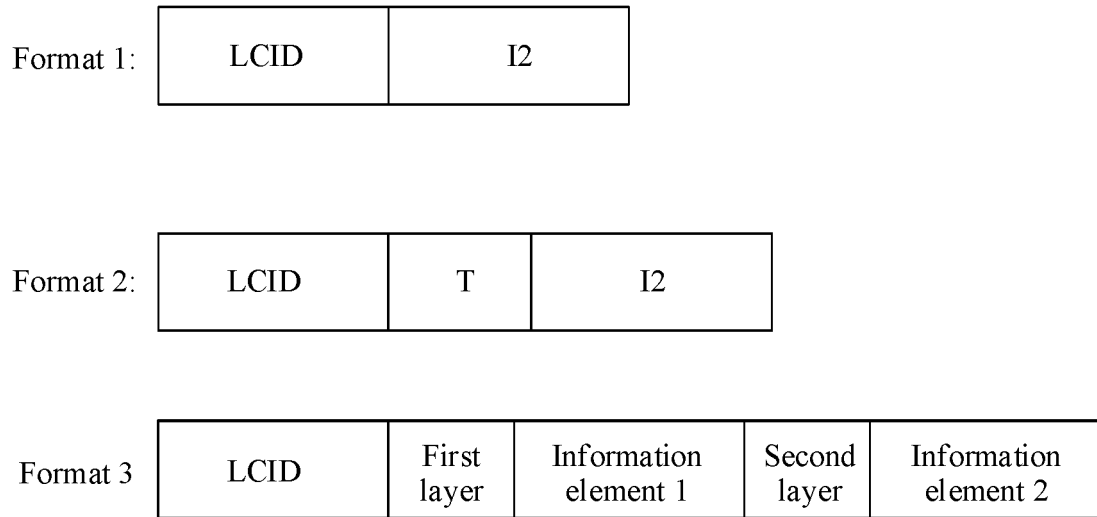 Format 1: LCID I2
Format 2: LCID T I2
Format 3 LCID First layer Information element 1 Second layer Information element 2